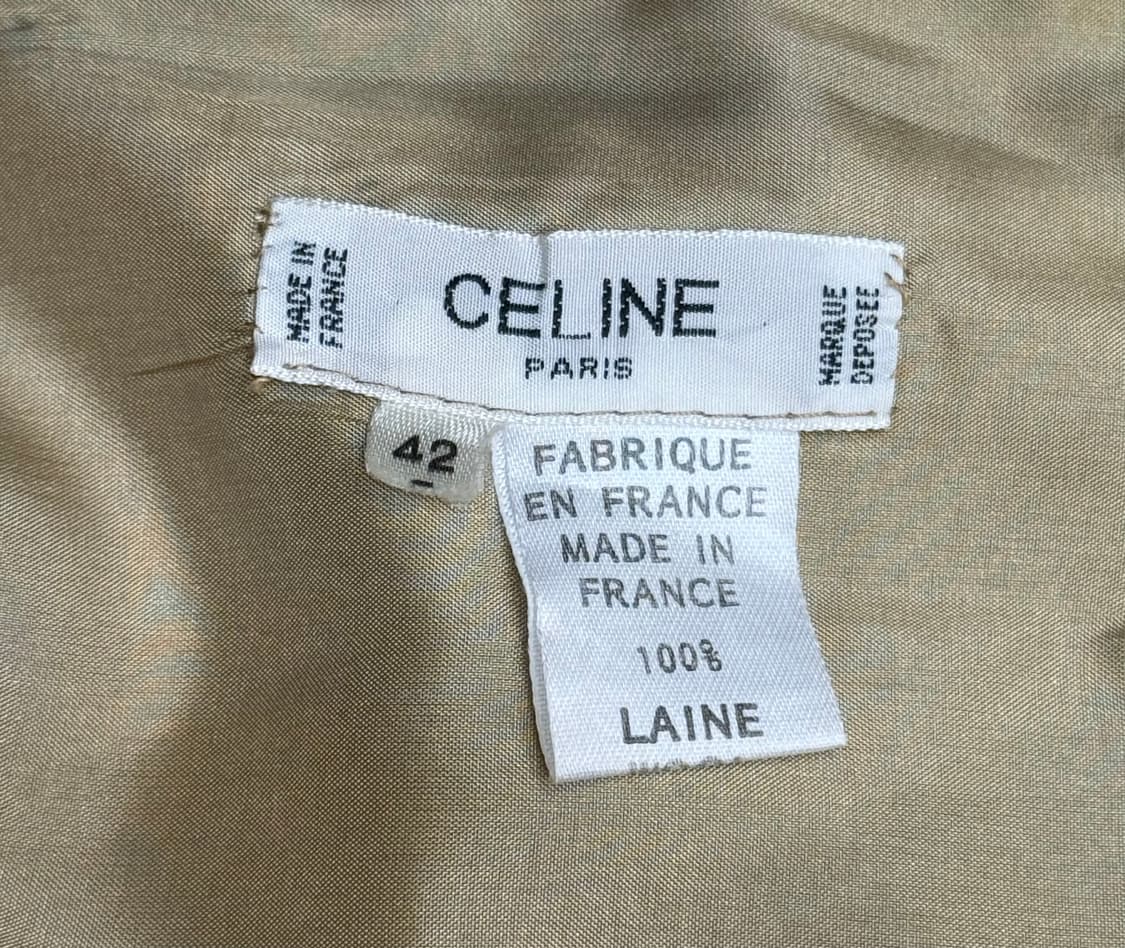 MADE IN
FRANCE
CELINE
PARIS
MARQUE
DEPOSEE
42
FABRIQUE
EN FRANCE
MADE IN
FRANCE
100%
LAINE